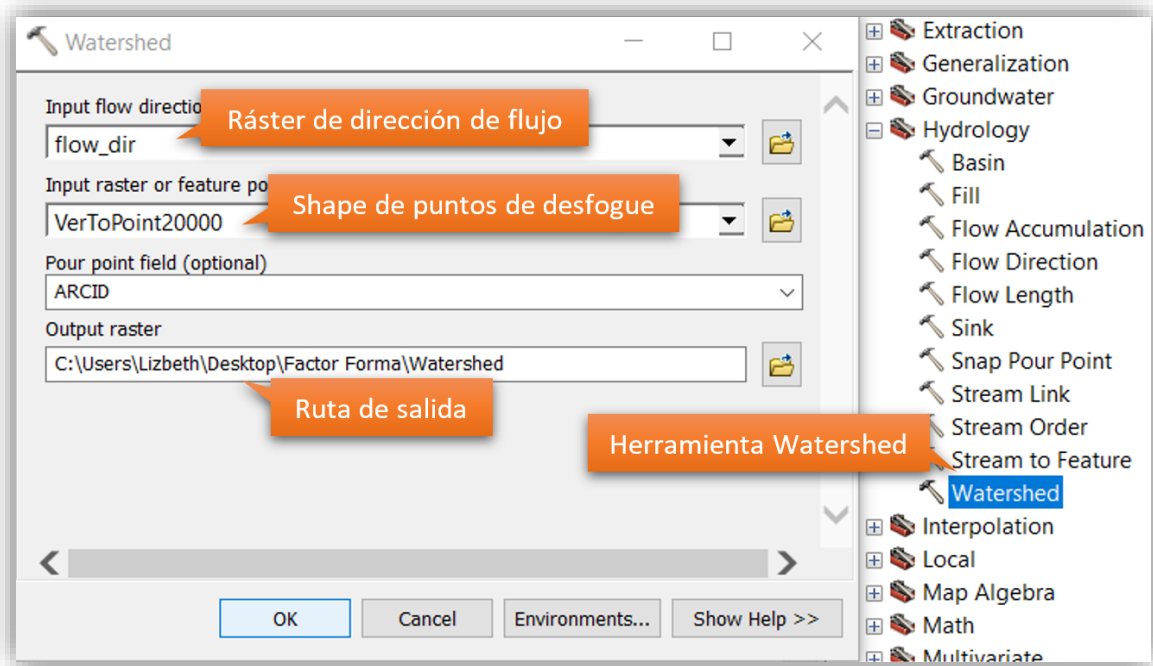 Watershed
Input flow directio
Ráster de dirección de flujo
flow_dir
Input raster or feature po
Shape de puntos de desfogue
VerToPoint20000
Pour point field (optional)
ARCID
Output raster
C:\Users\Lizbeth\Desktop\Factor Forma\Watershed
Ruta de salida
OK
Cancel
Environments...
Show Help >>
Extraction
Generalization
Groundwater
Hydrology
Basin
Fill
Flow Accumulation
Flow Direction
Flow Length
Sink
Snap Pour Point
Stream Link
Stream Order
Herramienta Watershed
Stream to Feature
Watershed
Interpolation
Local
Map Algebra
Math
Multivariate